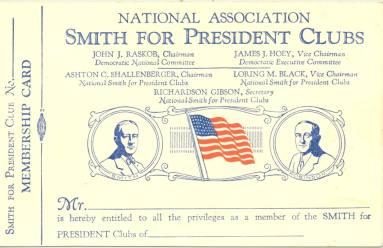 NATIONAL ASSOCIATION
SMITH FOR PRESIDENT CLUBS
JOHN J. RASKOB, Chairman
Democratic National Committee
JAMES J. HOEY, Vice Chairman
Democratic Executive Committee
ASHTON C. SHALLENBERGER, Chairman
National Smith for President Clubs
LORING M. BLACK, Vice Chairman
National Smith for President Clubs
RICHARDSON GIBSON, Secretary
National Smith for President Clubs
Mr.
is hereby entitled to all the privileges as a member of the SMITH for
PRESIDENT Clubs of
SMITH FOR PRESIDENT CLUB No.
MEMBERSHIP CARD